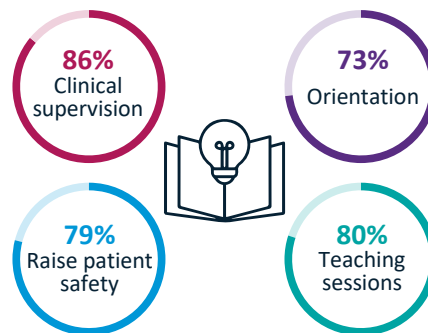 86%
Clinical
supervision
73%
Orientation
79%
Raise patient
safety
80%
Teaching
sessions